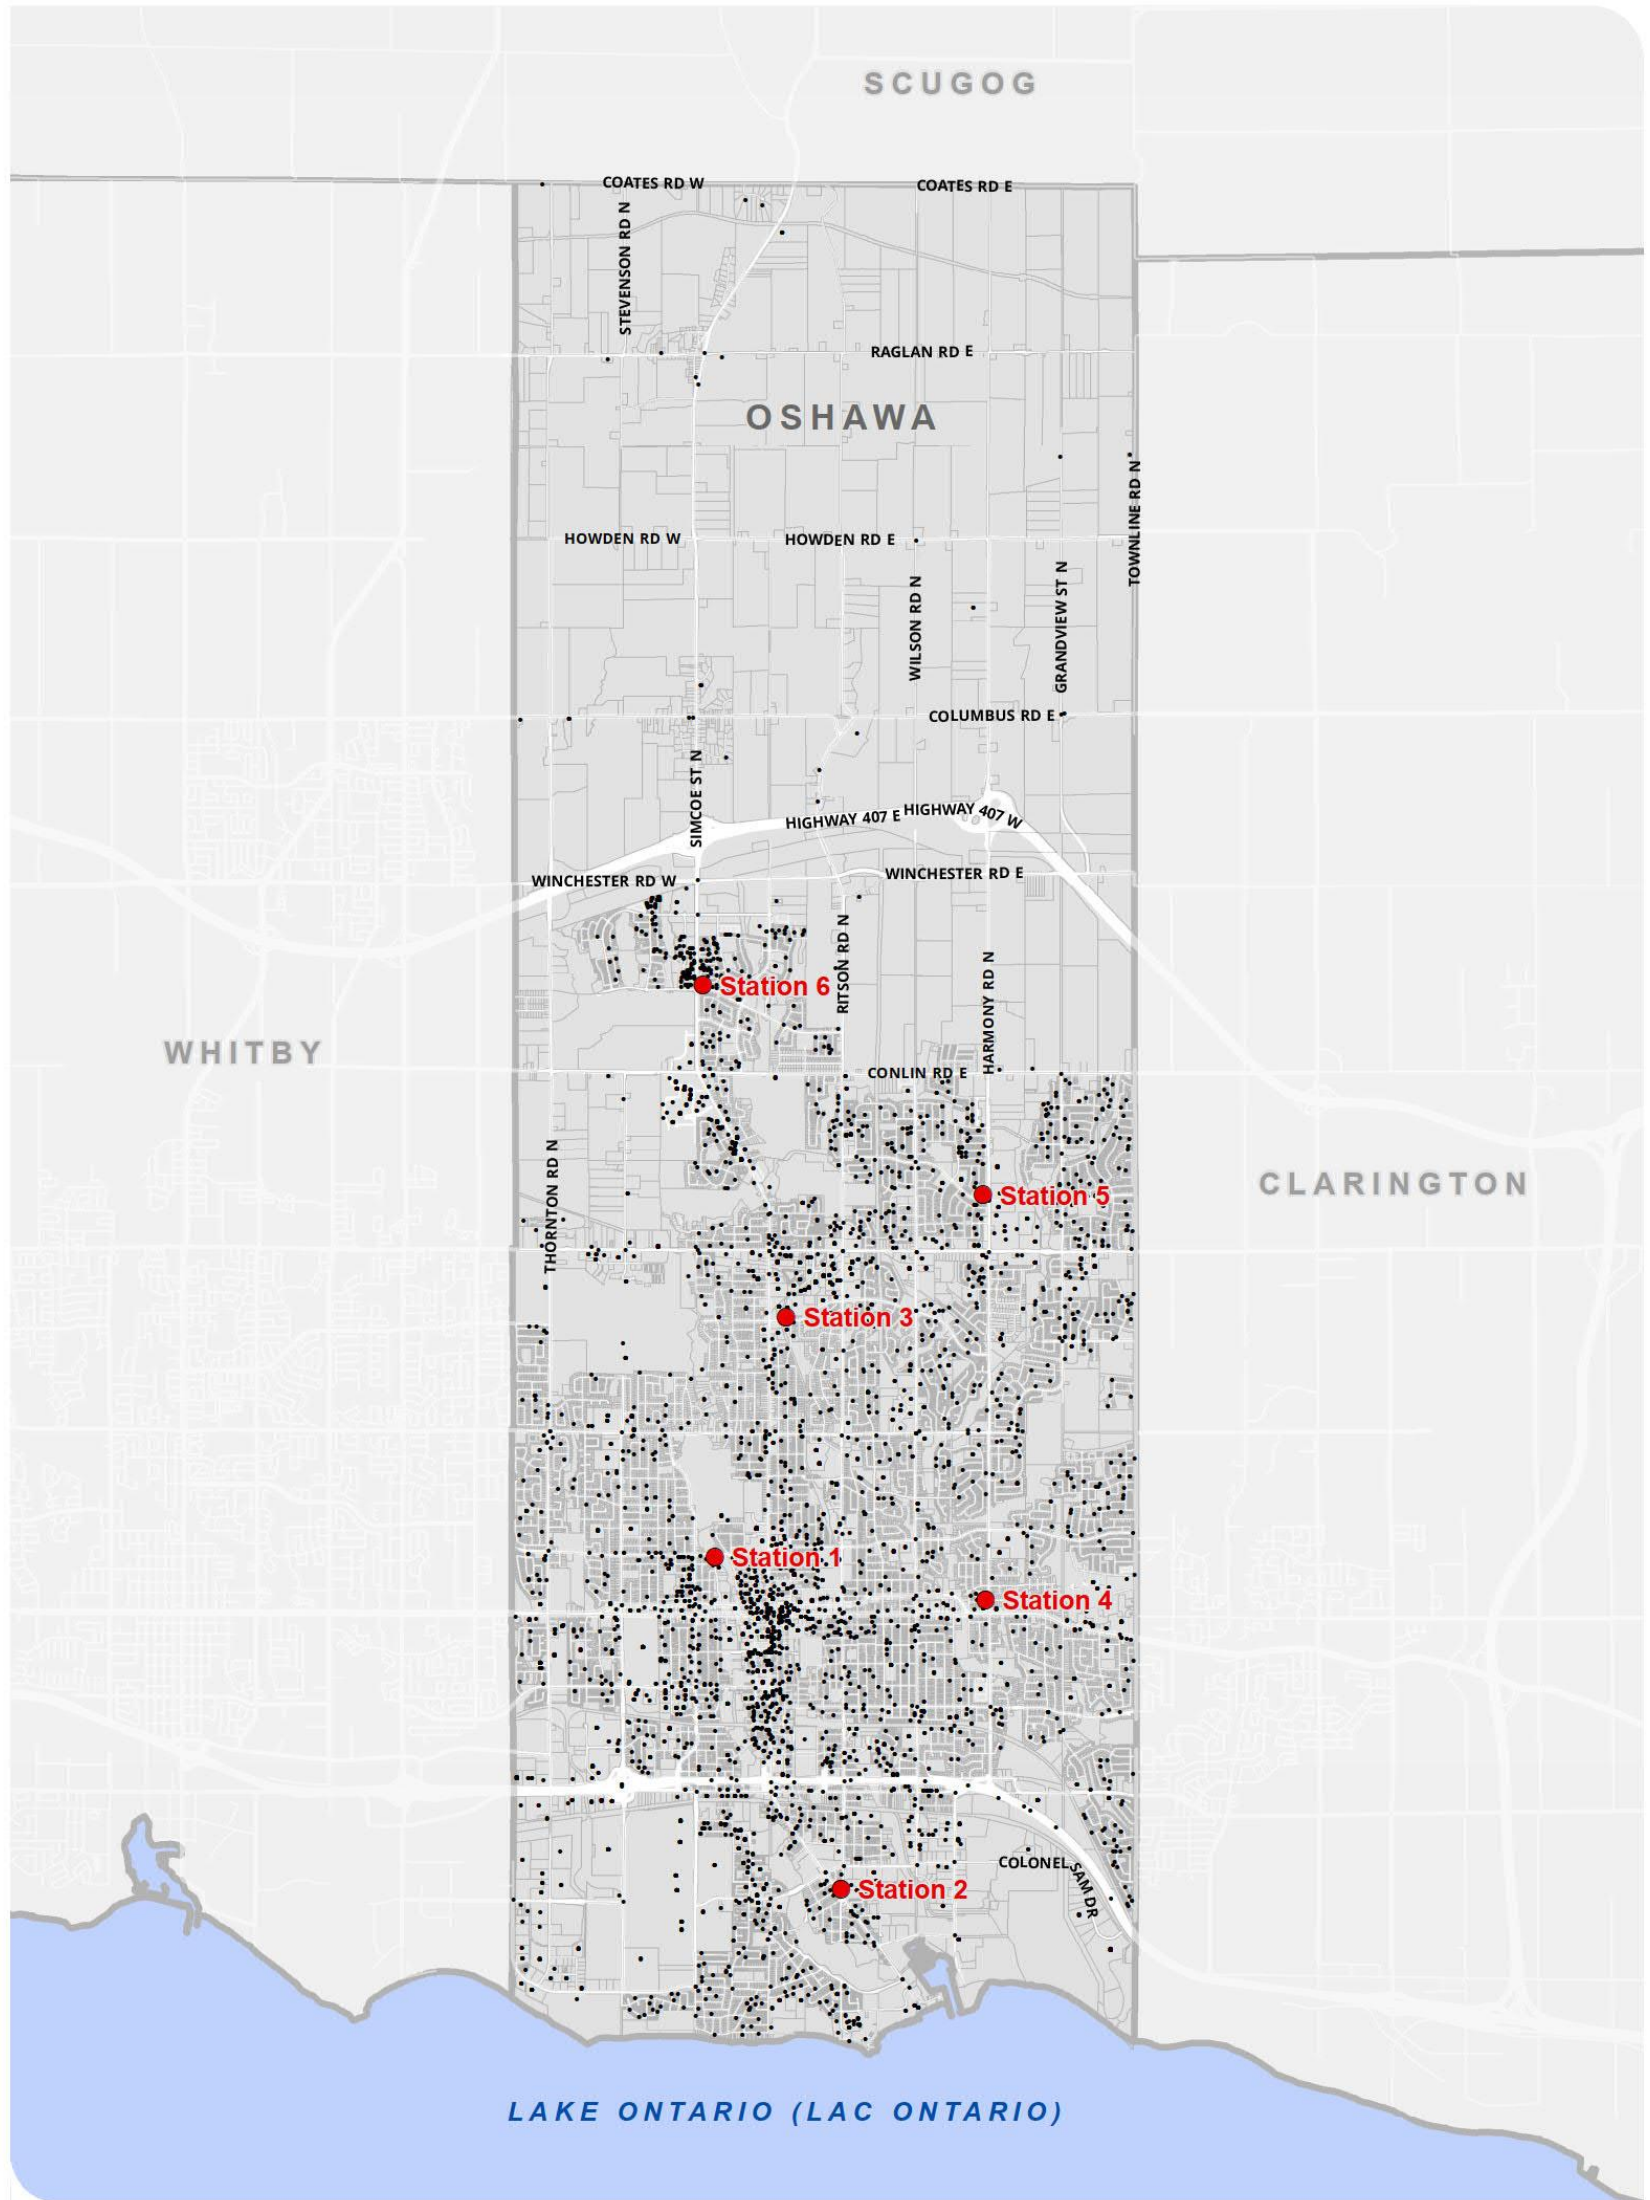 SCUGOG
COATES RD W
COATES RD E
STEVENSON RD N
RAGLAN RD E
OSHAWA
TOWNLINE RD N
HOWDEN RD W
HOWDEN RD E
WILSON RD N
GRANDVIEW ST N
COLUMBUS RD E
SIMCOE ST N
HIGHWAY 407 E
HIGHWAY 407 W
WINCHESTER RD W
WINCHESTER RD E
RITSON RD N
HARMONY RD N
Station 6
WHITBY
CONLIN RD E
THORNTON RD N
CLARINGTON
Station 5
Station 3
Station 1
Station 4
COLONEL SAM DR
Station 2
LAKE ONTARIO (LAC ONTARIO)